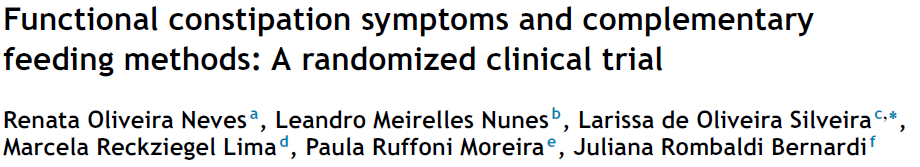 Functional constipation symptoms and complementary
feeding methods: A randomized clinical trial
Renata Oliveira Neves a, Leandro Meirelles Nunes b, Larissa de Oliveira Silveira c,*,
Marcela Reckziegel Lima d, Paula Ruffoni Moreira e, Juliana Rombaldi Bernardi f